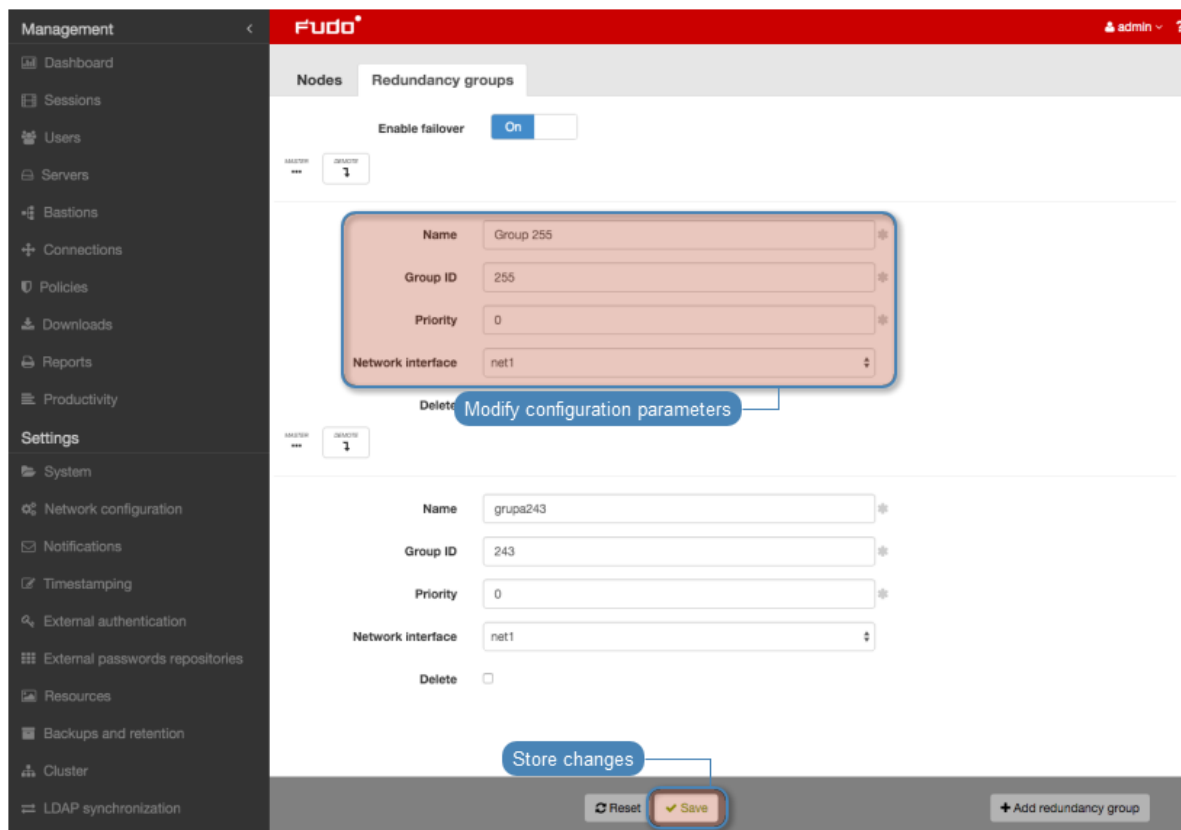 Management
Dashboard
Sessions
Users
Servers
Bastions
Connections
Policies
Downloads
Reports
Productivity
Settings
System
Network configuration
Notifications
Timestamping
External authentication
External passwords repositories
Resources
Backups and retention
Cluster
LDAP synchronization
FUDO
admin
?
Nodes
Redundancy groups
Enable failover On
MASTER DEMOTE
Name Group 255
Group ID 255
Priority 0
Network interface net1
Delete
Modify configuration parameters
MASTER DEMOTE
Name grupa243
Group ID 243
Priority 0
Network interface net1
Delete
Store changes
Reset
Save
+ Add redundancy group